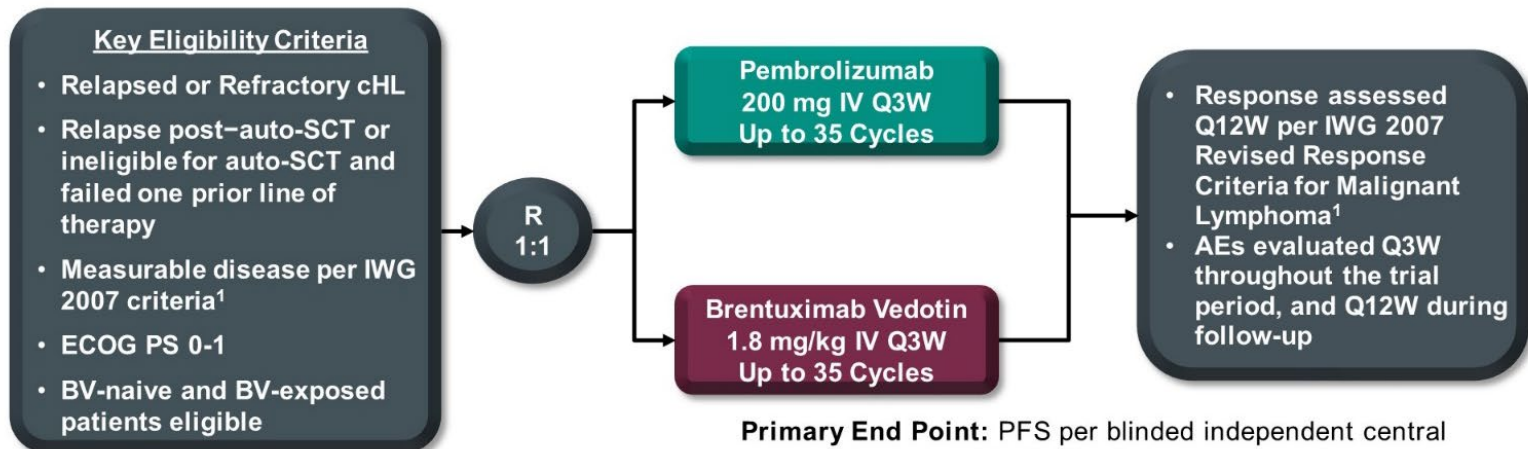 Key Eligibility Criteria
• Relapsed or Refractory cHL
• Relapse post−auto-SCT or
ineligible for auto-SCT and
failed one prior line of
therapy
• Measurable disease per IWG
2007 criteria¹
• ECOG PS 0-1
• BV-naive and BV-exposed
patients eligible
R
1:1
Pembrolizumab
200 mg IV Q3W
Up to 35 Cycles
Brentuximab Vedotin
1.8 mg/kg IV Q3W
Up to 35 Cycles
• Response assessed
Q12W per IWG 2007
Revised Response
Criteria for Malignant
Lymphoma¹
• AEs evaluated Q3W
throughout the trial
period, and Q12W during
follow-up
Primary End Point: PFS per blinded independent central